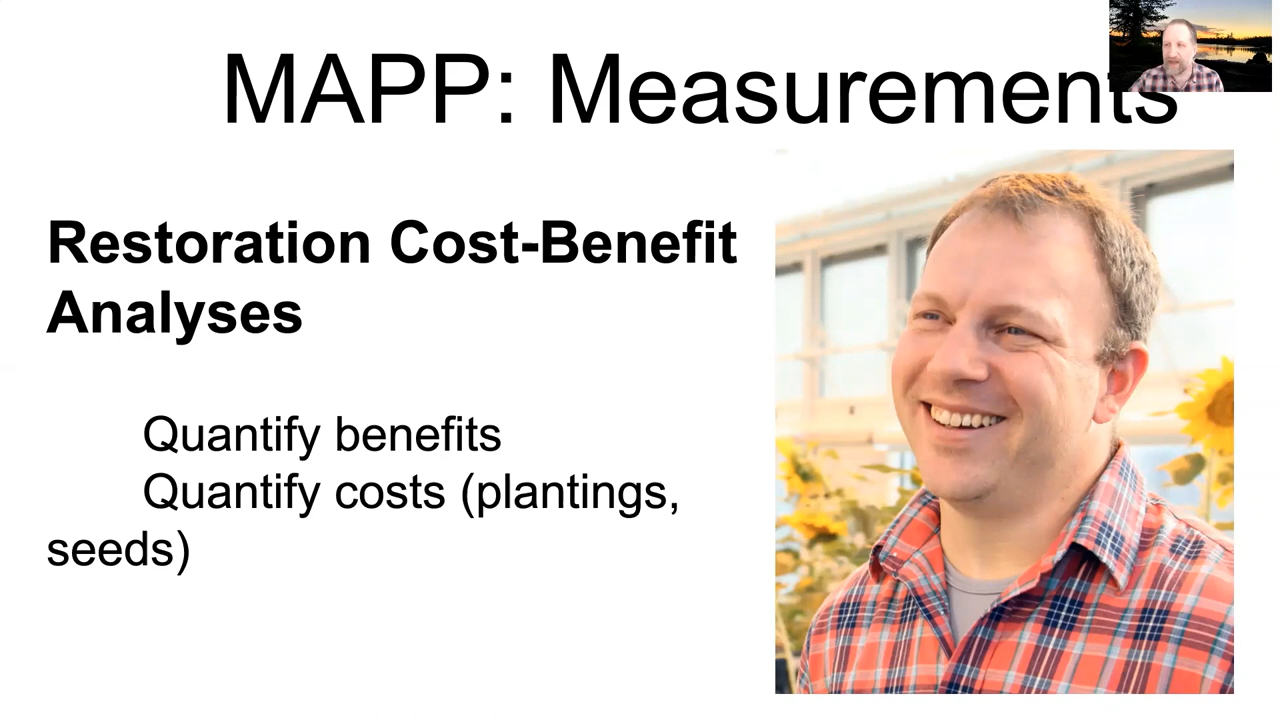 MAPP: Measurements
Restoration Cost-Benefit
Analyses
Quantify benefits
Quantify costs (plantings,
seeds)